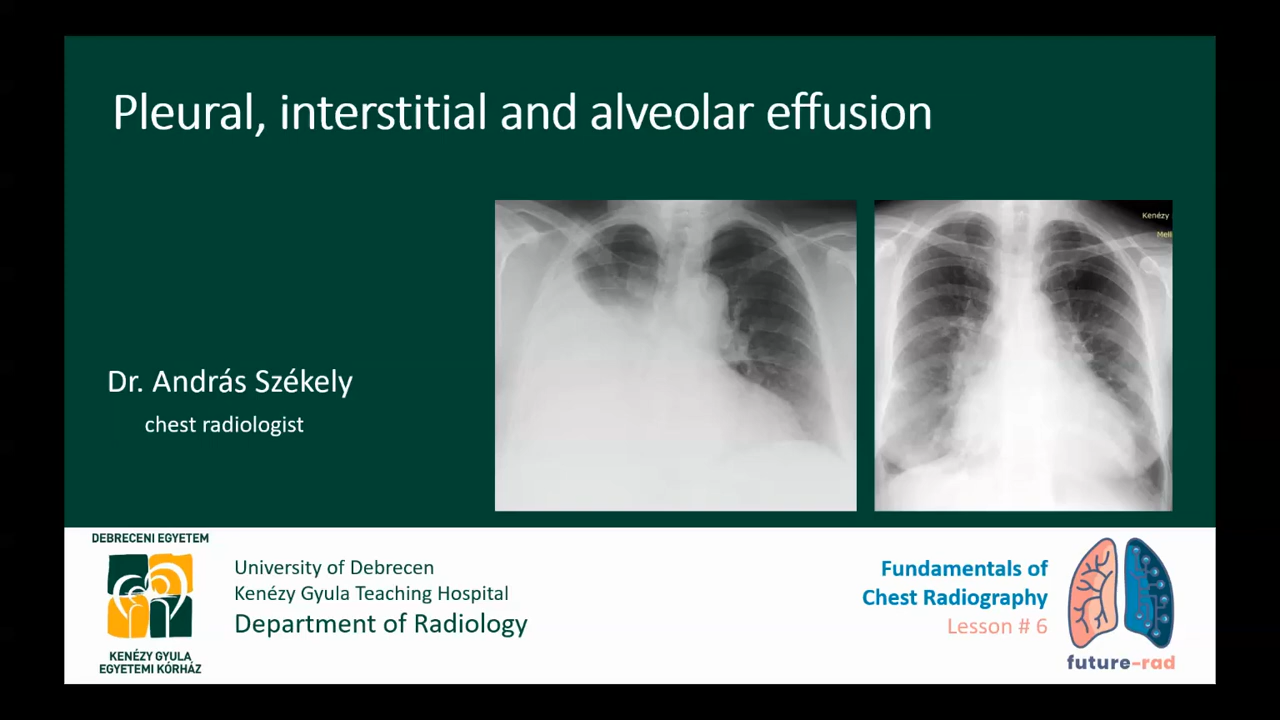 Pleural, interstitial and alveolar effusion
Kenézy
Meli
Dr. András Székely
chest radiologist
DEBRECENI EGYETEM
KENÉZY GYULA
EGYETEMI KÓRHÁZ
University of Debrecen
Kenézy Gyula Teaching Hospital
Department of Radiology
Fundamentals of
Chest Radiography
Lesson # 6
future-rad